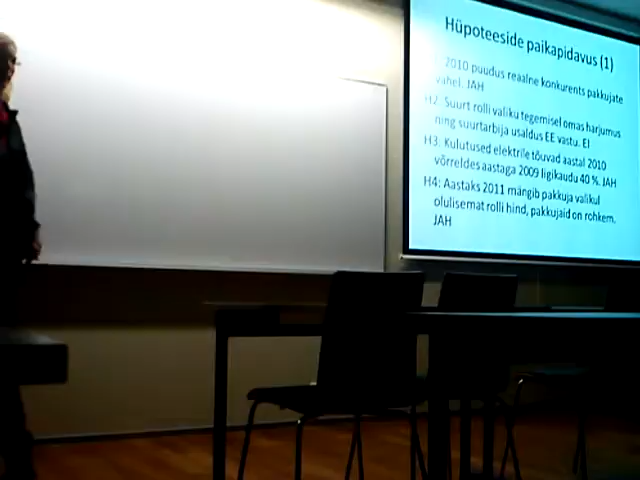 Hüpoteeside paikapidavus (1)
2010 puudus reaalne konkurents pakkujate
vahel. JAH
H2. Suurt rolli valiku tegemisel omas harjumus
ning suurtarbija usaldus EE vastu. EI
H3. Kulutused elektrile tõuvad aastal 2010
võrreldes aastaga 2009 ligikaudu 40 %. JAH
H4: Aastaks 2011 mängib pakkuja valikul
olulisemat rolli hind, pakkujaid on rohkem.
JAH